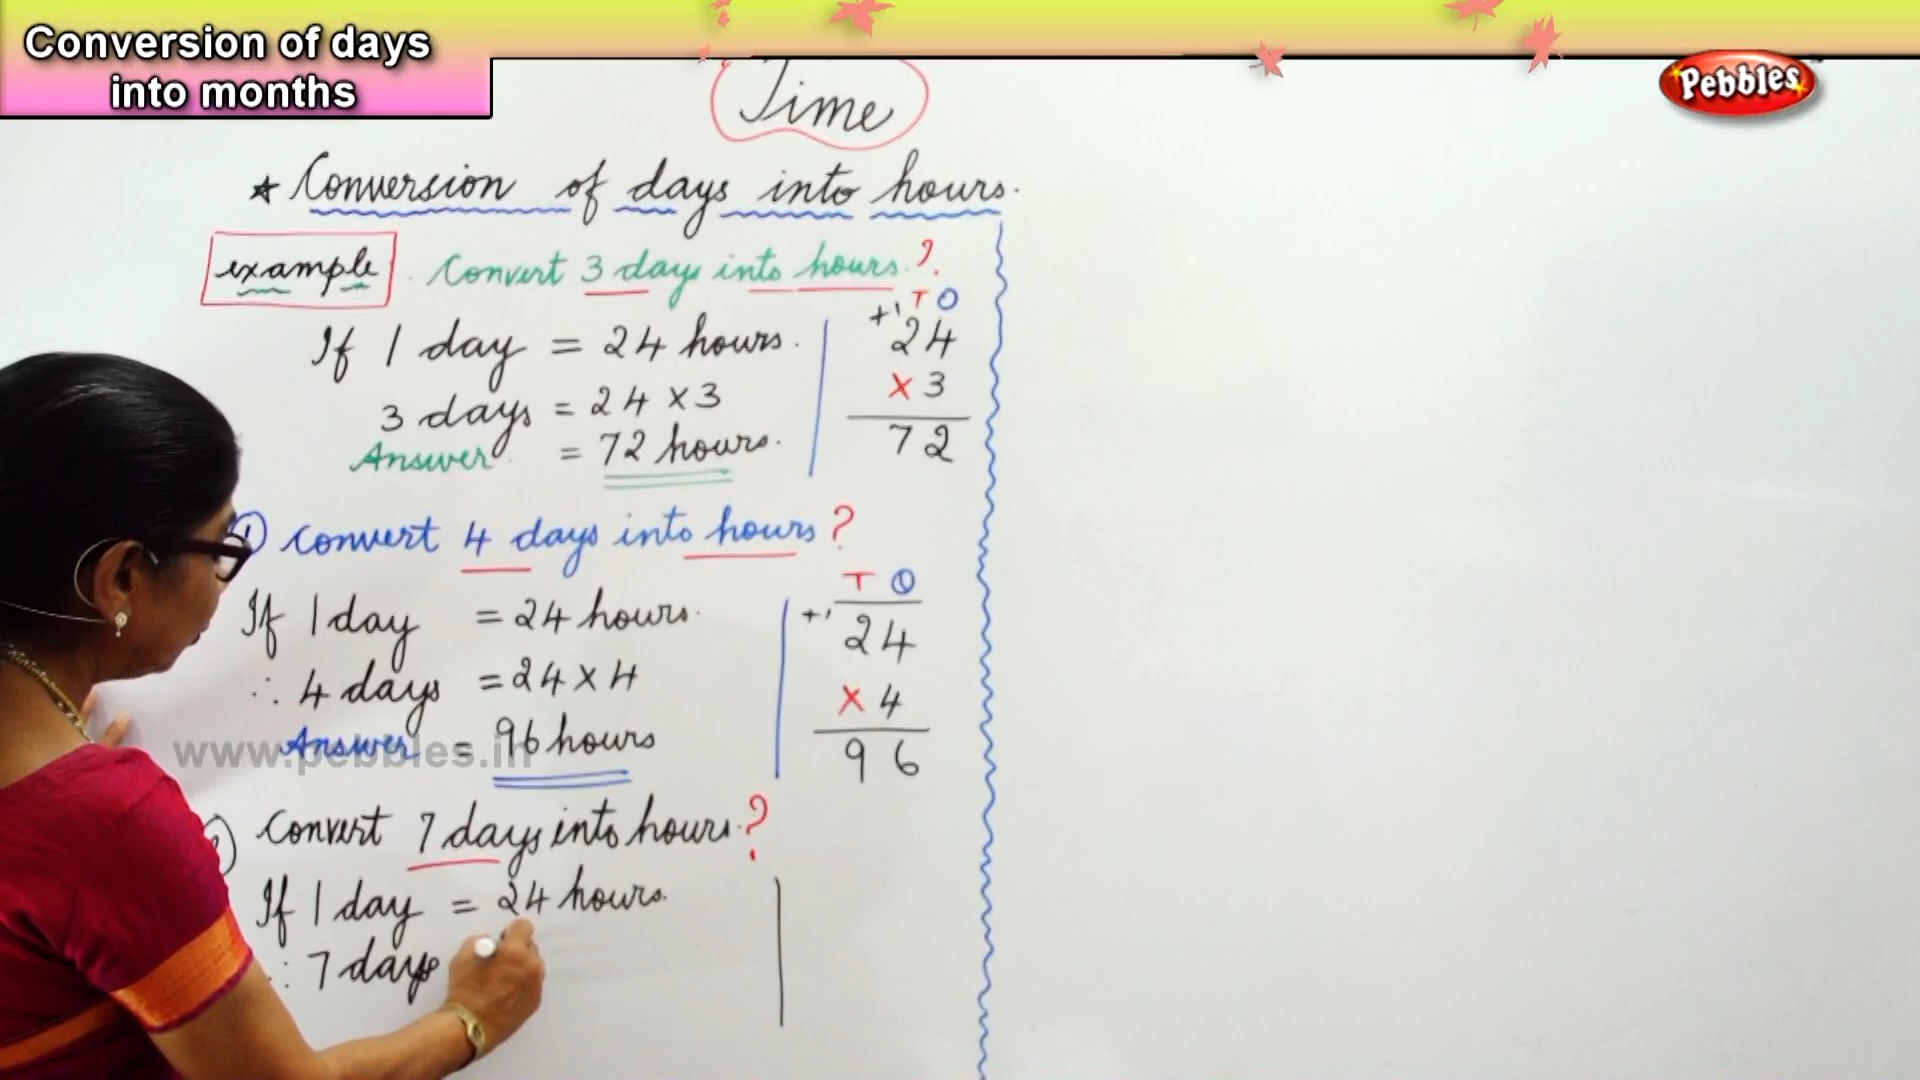 Conversion of days
into months
Pebbles
Time
* Conversion of days into hours.
example Convert 3 days into hours ?
T O
If 1 day = 24 hours. +1 24
3 days = 24 x 3 x 3
Answer = 72 hours. 72
1 Convert 4 days into hours ?
T O
If 1 day = 24 hours. +1 24
∴ 4 days = 24 x 4 x 4
Answer = 96 hours 96
www.pebbles.in
Convert 7 days into hours. ?
If 1 day = 24 hours.
∴ 7 days